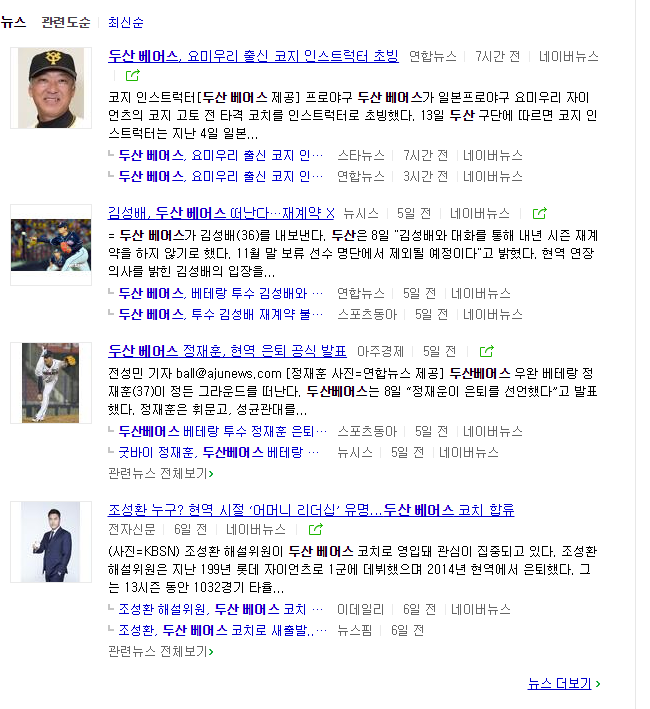 뉴스 관련도순 최신순
두산 베어스, 요미우리 출신 코지 인스트럭터 초빙 연합뉴스 7시간 전 네이버뉴스
코지 인스트럭터[두산 베어스 제공] 프로야구 두산 베어스가 일본프로야구 요미우리 자이
언츠의 코지 고토 전 타격 코치를 인스트럭터로 초빙했다. 13일 두산 구단에 따르면 코지 인
스트럭터는 지난 4일 일본...
두산 베어스, 요미우리 출신 코지 인… 스타뉴스 7시간 전 네이버뉴스
두산 베어스, 요미우리 출신 코지 인… 연합뉴스 3시간 전 네이버뉴스
김성배, 두산 베어스 떠난다…재계약 X 뉴시스 5일 전 네이버뉴스
= 두산 베어스가 김성배(36)를 내보낸다. 두산은 8일 "김성배와 대화를 통해 내년 시즌 재계
약을 하지 않기로 했다. 11월 말 보류 선수 명단에서 제외될 예정이다"고 밝혔다. 현역 연장
의사를 밝힌 김성배의 입장을...
두산 베어스, 베테랑 투수 김성배와 … 연합뉴스 5일 전 네이버뉴스
두산 베어스, 투수 김성배 재계약 불… 스포츠동아 5일 전 네이버뉴스
두산 베어스 정재훈, 현역 은퇴 공식 발표 아주경제 5일 전
전성민 기자 ball@ajunews,com [정재훈 사진=연합뉴스 제공] 두산베어스 우완 베테랑 정
재훈(37)이 정든 그라운드를 떠난다. 두산베어스는 8일 “정재운이 은퇴를 선언했다”고 발표
했다. 정재훈은 휘문고, 성균관대를...
두산베어스 베테랑 투수 정재훈 은퇴… 스포츠동아 5일 전 네이버뉴스
굿바이 정재훈, 두산베어스 베테랑 … 뉴시스 5일 전 네이버뉴스
관련뉴스 전체보기
조성환 누구? 현역 시절 ‘어머니 리더십’ 유명...두산 베어스 코치 합류
전자신문 6일 전 네이버뉴스
(사진=KBSN) 조성환 해설위원이 두산 베어스 코치로 영입돼 관심이 집중되고 있다. 조성환
해설위원은 지난 199년 롯데 자이언츠로 1군에 데뷔했으며 2014년 현역에서 은퇴했다. 그
는 13시즌 동안 1032경기 타율...
조성환 해설위원, 두산 베어스 코치 … 이데일리 6일 전 네이버뉴스
조성환, 두산 베어스 코치로 새출발..… 뉴스핌 6일 전
관련뉴스 전체보기
뉴스 더보기